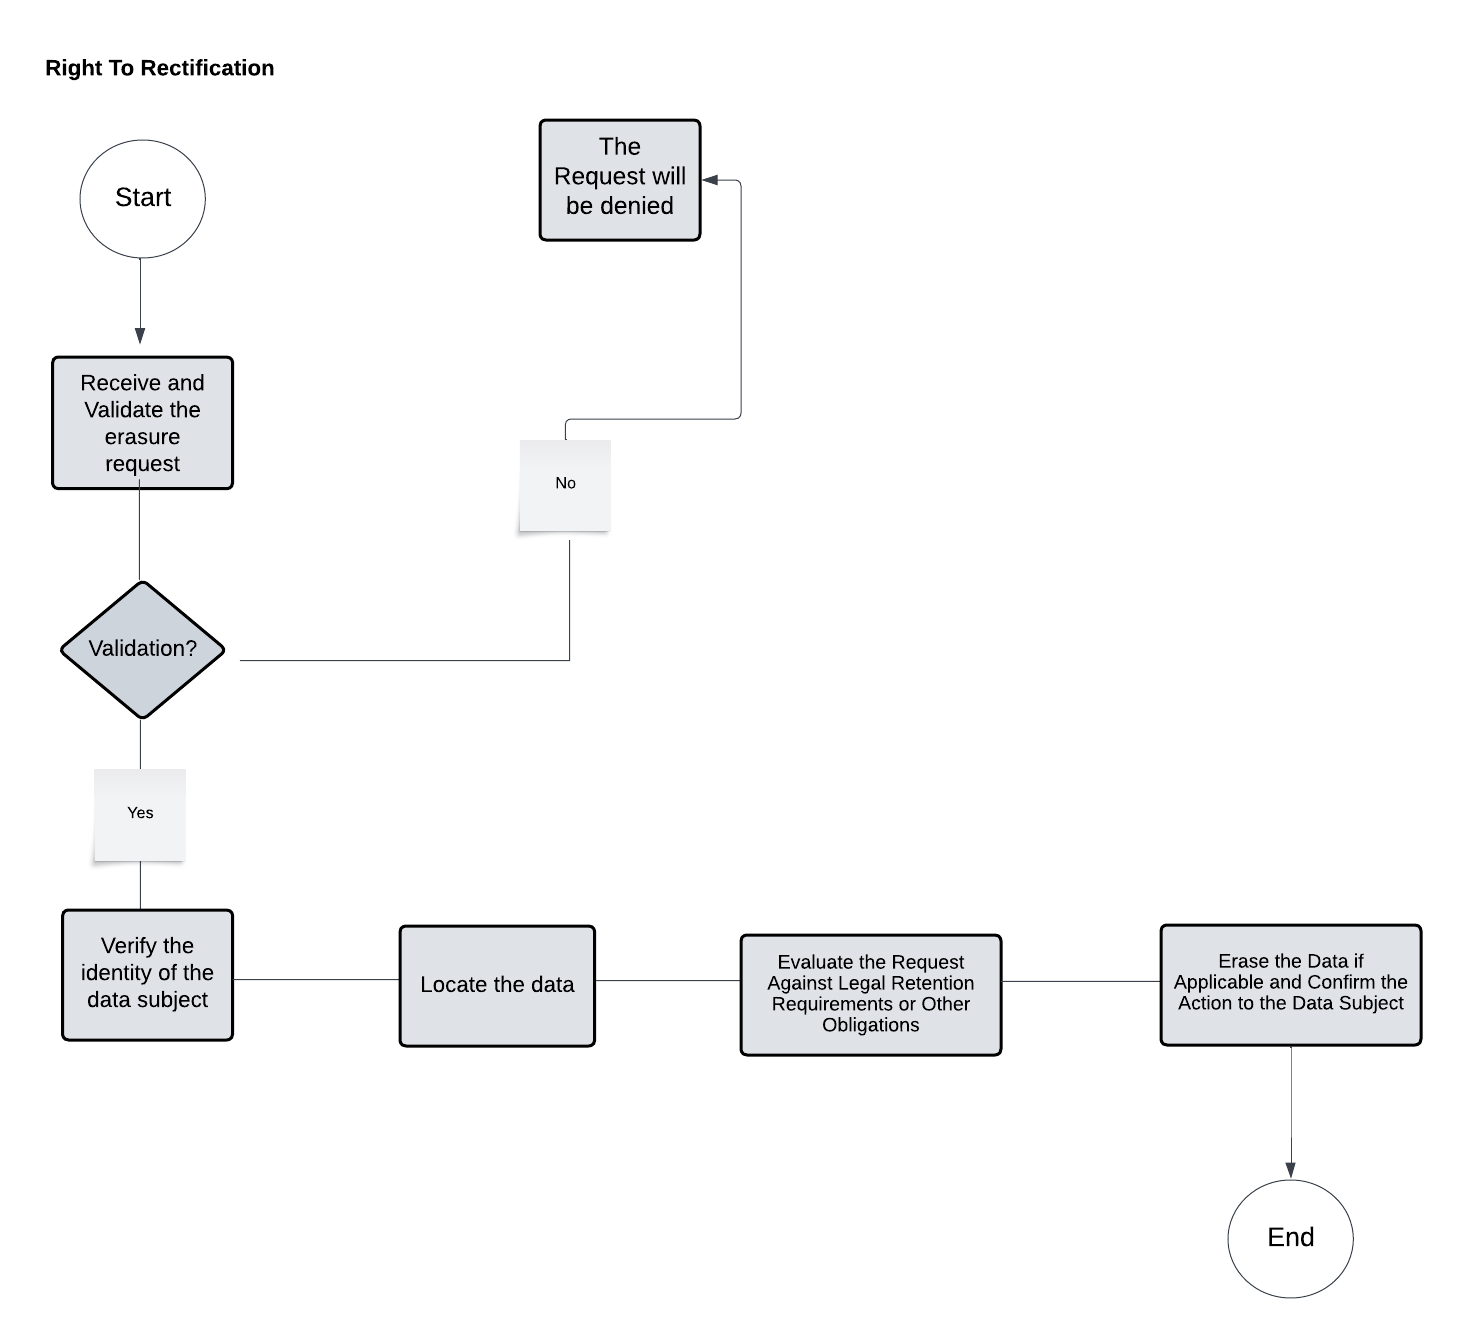 Right To Rectification
Start
The
Request will
be denied
Receive and
Validate the
erasure
request
No
Validation?
Yes
Verify the
identity of the
data subject
Locate the data
Evaluate the Request
Against Legal Retention
Requirements or Other
Obligations
Erase the Data if
Applicable and Confirm the
Action to the Data Subject
End